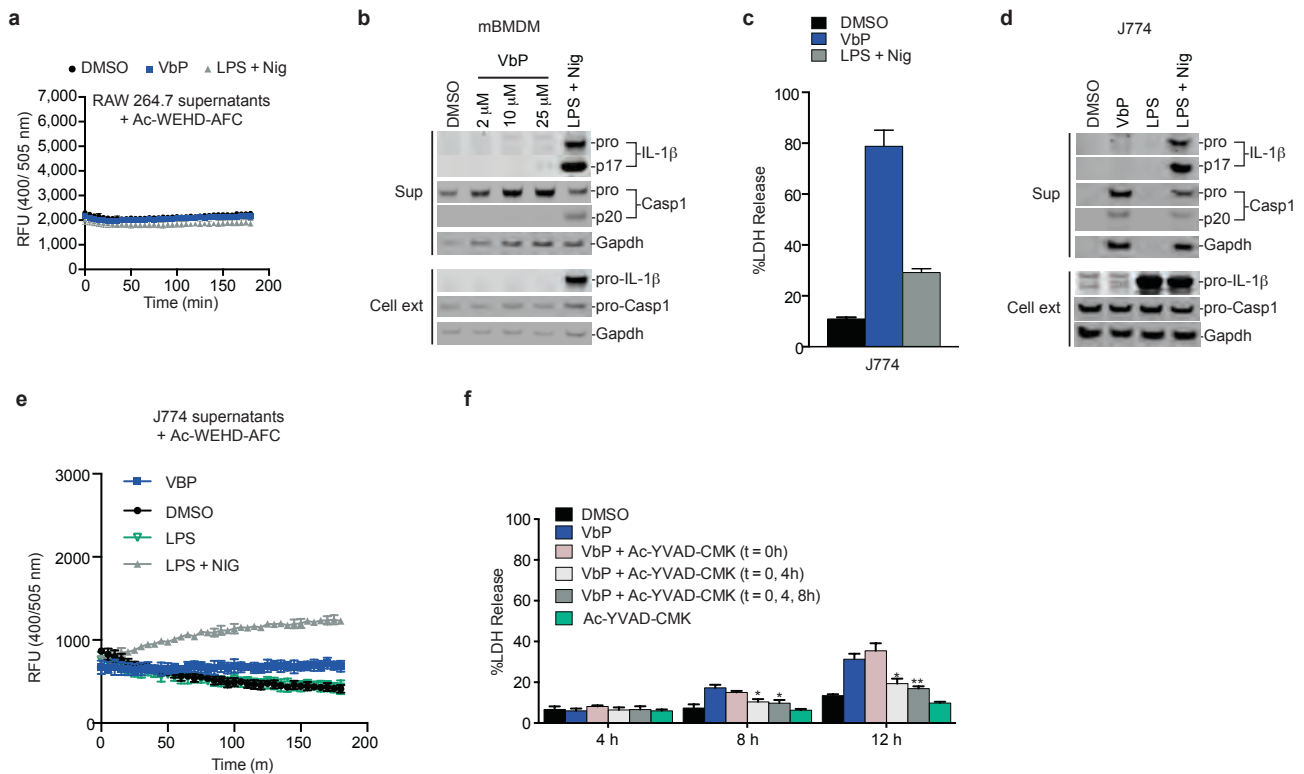 a
DMSO VbP LPS + Nig
RAW 264.7 supernatants
+ Ac-WEHD-AFC
7,000
6,000
5,000
4,000
3,000
2,000
1,000
0
RFU (400/ 505 nm)
0 50 100 150 200
Time (min)
b
mBMDM
VbP
DMSO
2 μM
10 μM
25 μM
LPS + Nig
Sup
pro
p17
IL-1β
pro
p20
Casp1
Gapdh
Cell ext
pro-IL-1β
pro-Casp1
Gapdh
c
DMSO
VbP
LPS + Nig
100
80
60
40
20
0
%LDH Release
J774
d
J774
DMSO
VbP
LPS
LPS + Nig
Sup
pro
p17
IL-1β
pro
p20
Casp1
Gapdh
Cell ext
pro-IL-1β
pro-Casp1
Gapdh
e
J774 supernatants
+ Ac-WEHD-AFC
VBP
DMSO
LPS
LPS + NIG
3000
2000
1000
0
RFU (400/505 nm)
0 50 100 150 200
Time (m)
f
DMSO
VbP
VbP + Ac-YVAD-CMK (t = 0h)
VbP + Ac-YVAD-CMK (t = 0, 4h)
VbP + Ac-YVAD-CMK (t = 0, 4, 8h)
Ac-YVAD-CMK
100
80
60
40
20
0
%LDH Release
* * * **
4 h 8 h 12 h